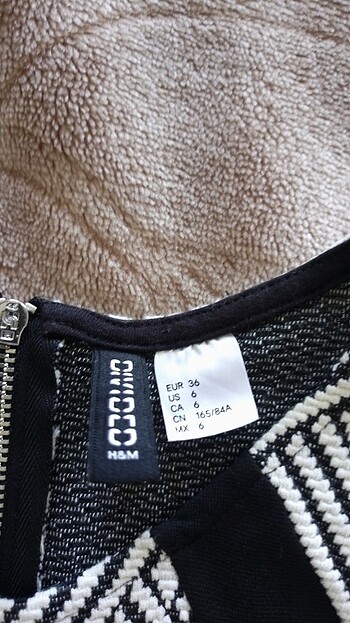 DIVIDED
H&M
EUR 36
US 6
CA 6
CN 165/84A
MX 6